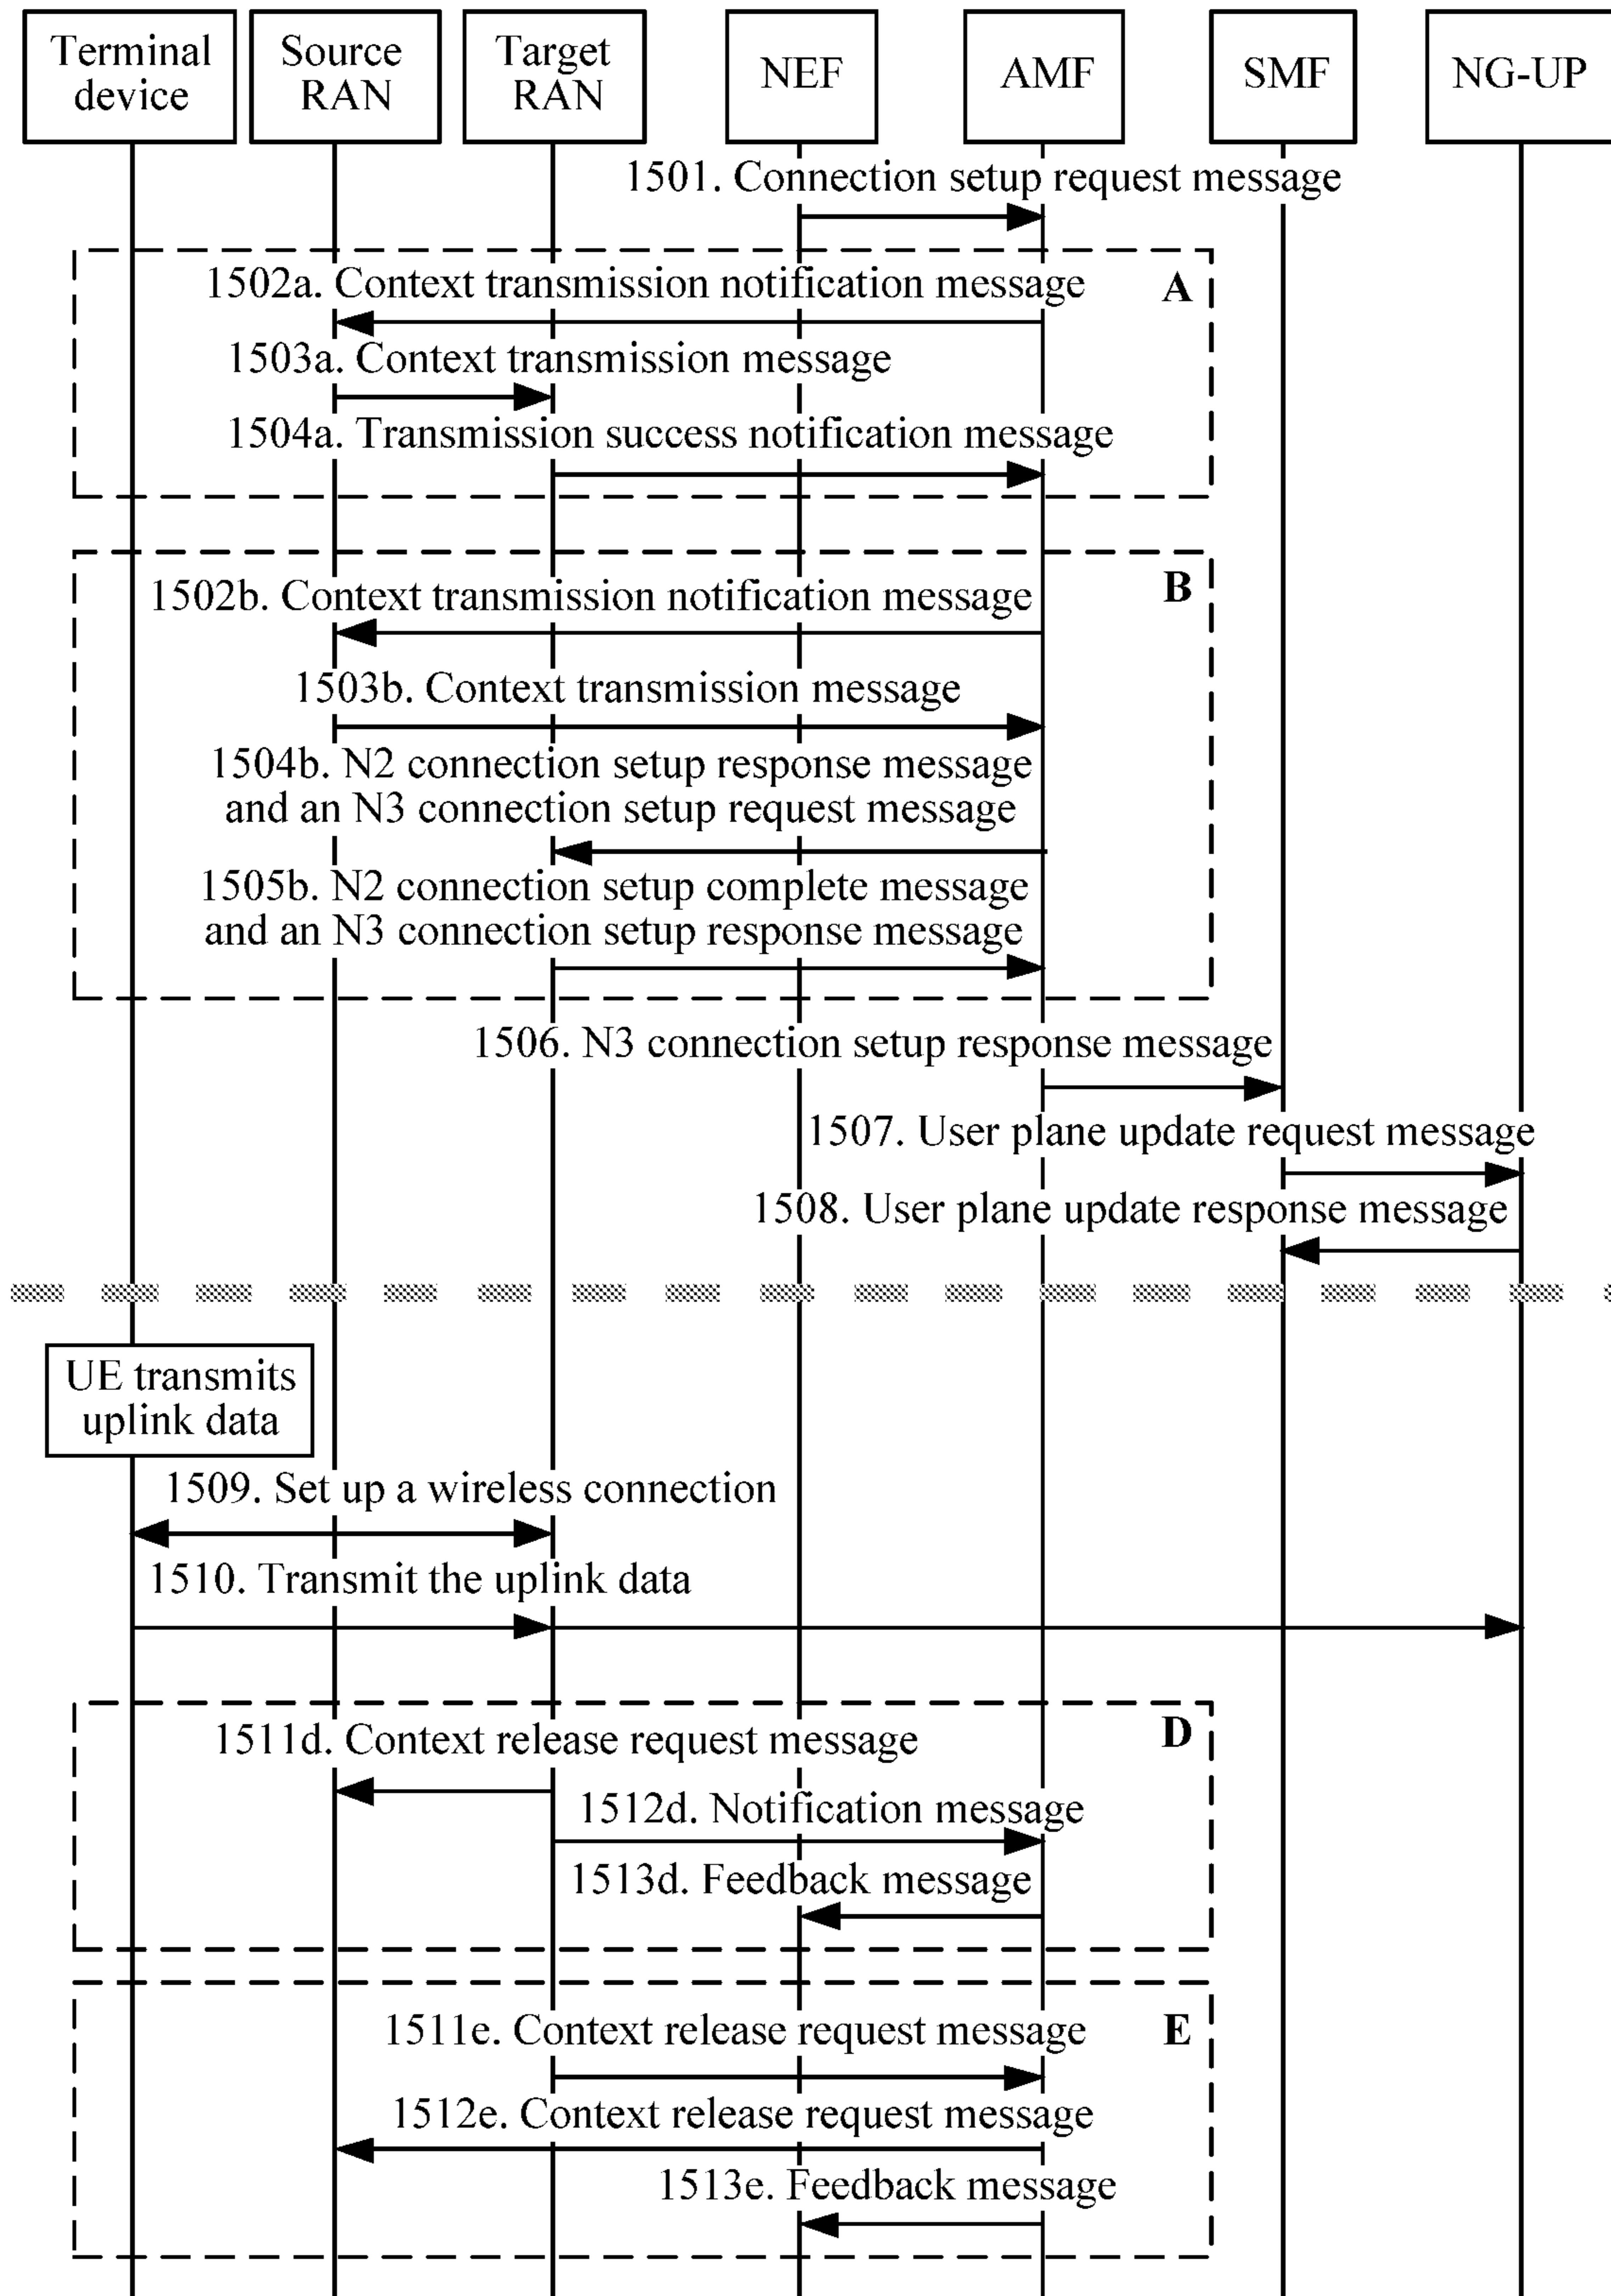 Terminal
device
Source
RAN
Target
RAN
NEF
AMF
SMF
NG-UP
1501. Connection setup request message
A
1502a. Context transmission notification message
1503a. Context transmission message
1504a. Transmission success notification message
B
1502b. Context transmission notification message
1503b. Context transmission message
1504b. N2 connection setup response message
and an N3 connection setup request message
1505b. N2 connection setup complete message
and an N3 connection setup response message
1506. N3 connection setup response message
1507. User plane update request message
1508. User plane update response message
UE transmits
uplink data
1509. Set up a wireless connection
1510. Transmit the uplink data
D
1511d. Context release request message
1512d. Notification message
1513d. Feedback message
1511e. Context release request message
E
1512e. Context release request message
1513e. Feedback message